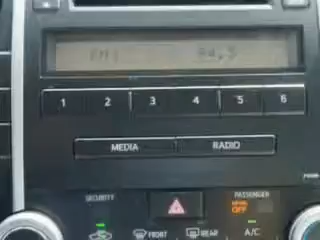 FM1 94.5
1 2 3 4 5 6
MEDIA RADIO
SECURITY PASSENGER
OFF
FRONT REAR A/C